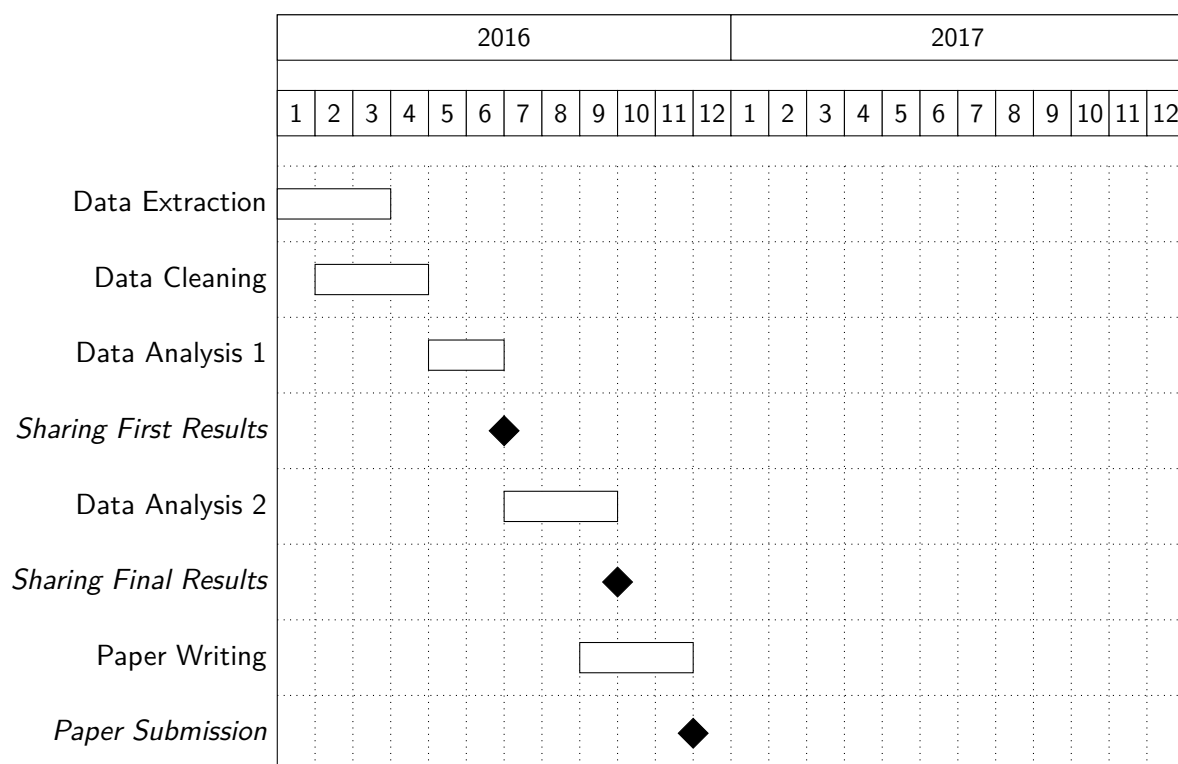 2016 2017
1 2 3 4 5 6 7 8 9 10 11 12 1 2 3 4 5 6 7 8 9 10 11 12
Data Extraction
Data Cleaning
Data Analysis 1
Sharing First Results
Data Analysis 2
Sharing Final Results
Paper Writing
Paper Submission